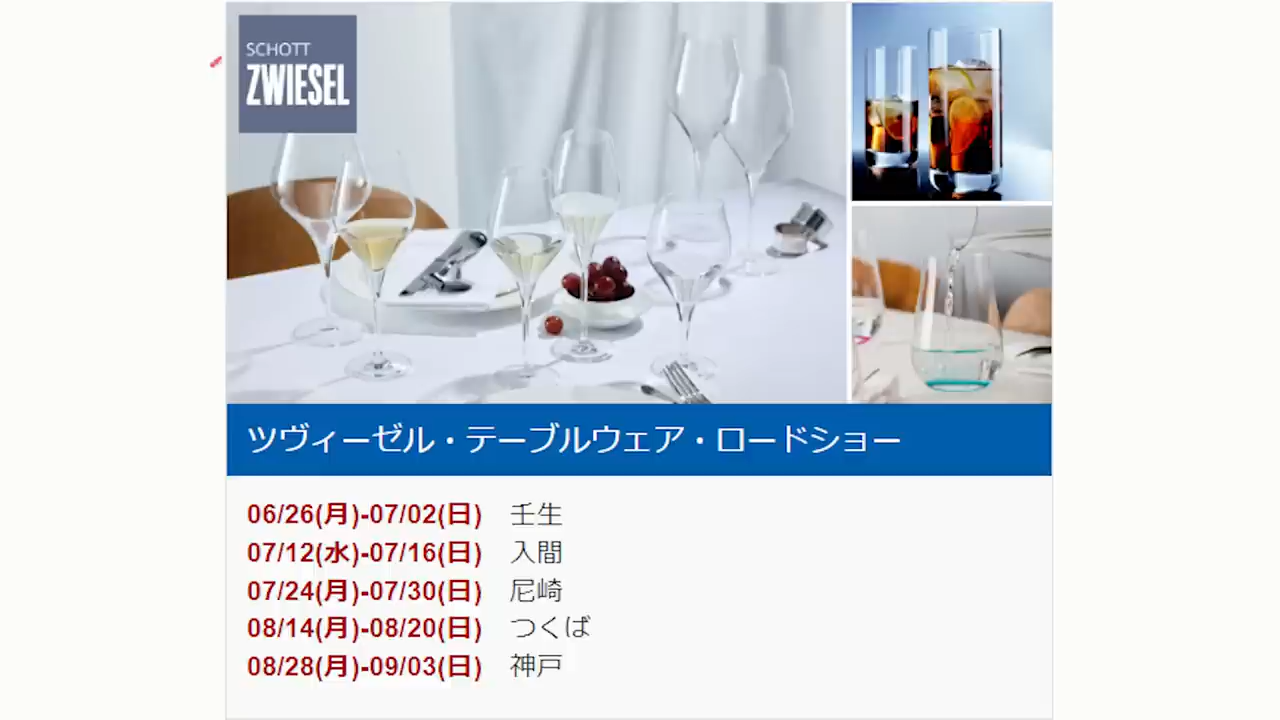 SCHOTT
ZWIESEL
ツヴィーゼル・テーブルウェア・ロードショー
06/26(月)-07/02(日) 壬生
07/12(水)-07/16(日) 入間
07/24(月)-07/30(日) 尼崎
08/14(月)-08/20(日) つくば
08/28(月)-09/03(日) 神戸